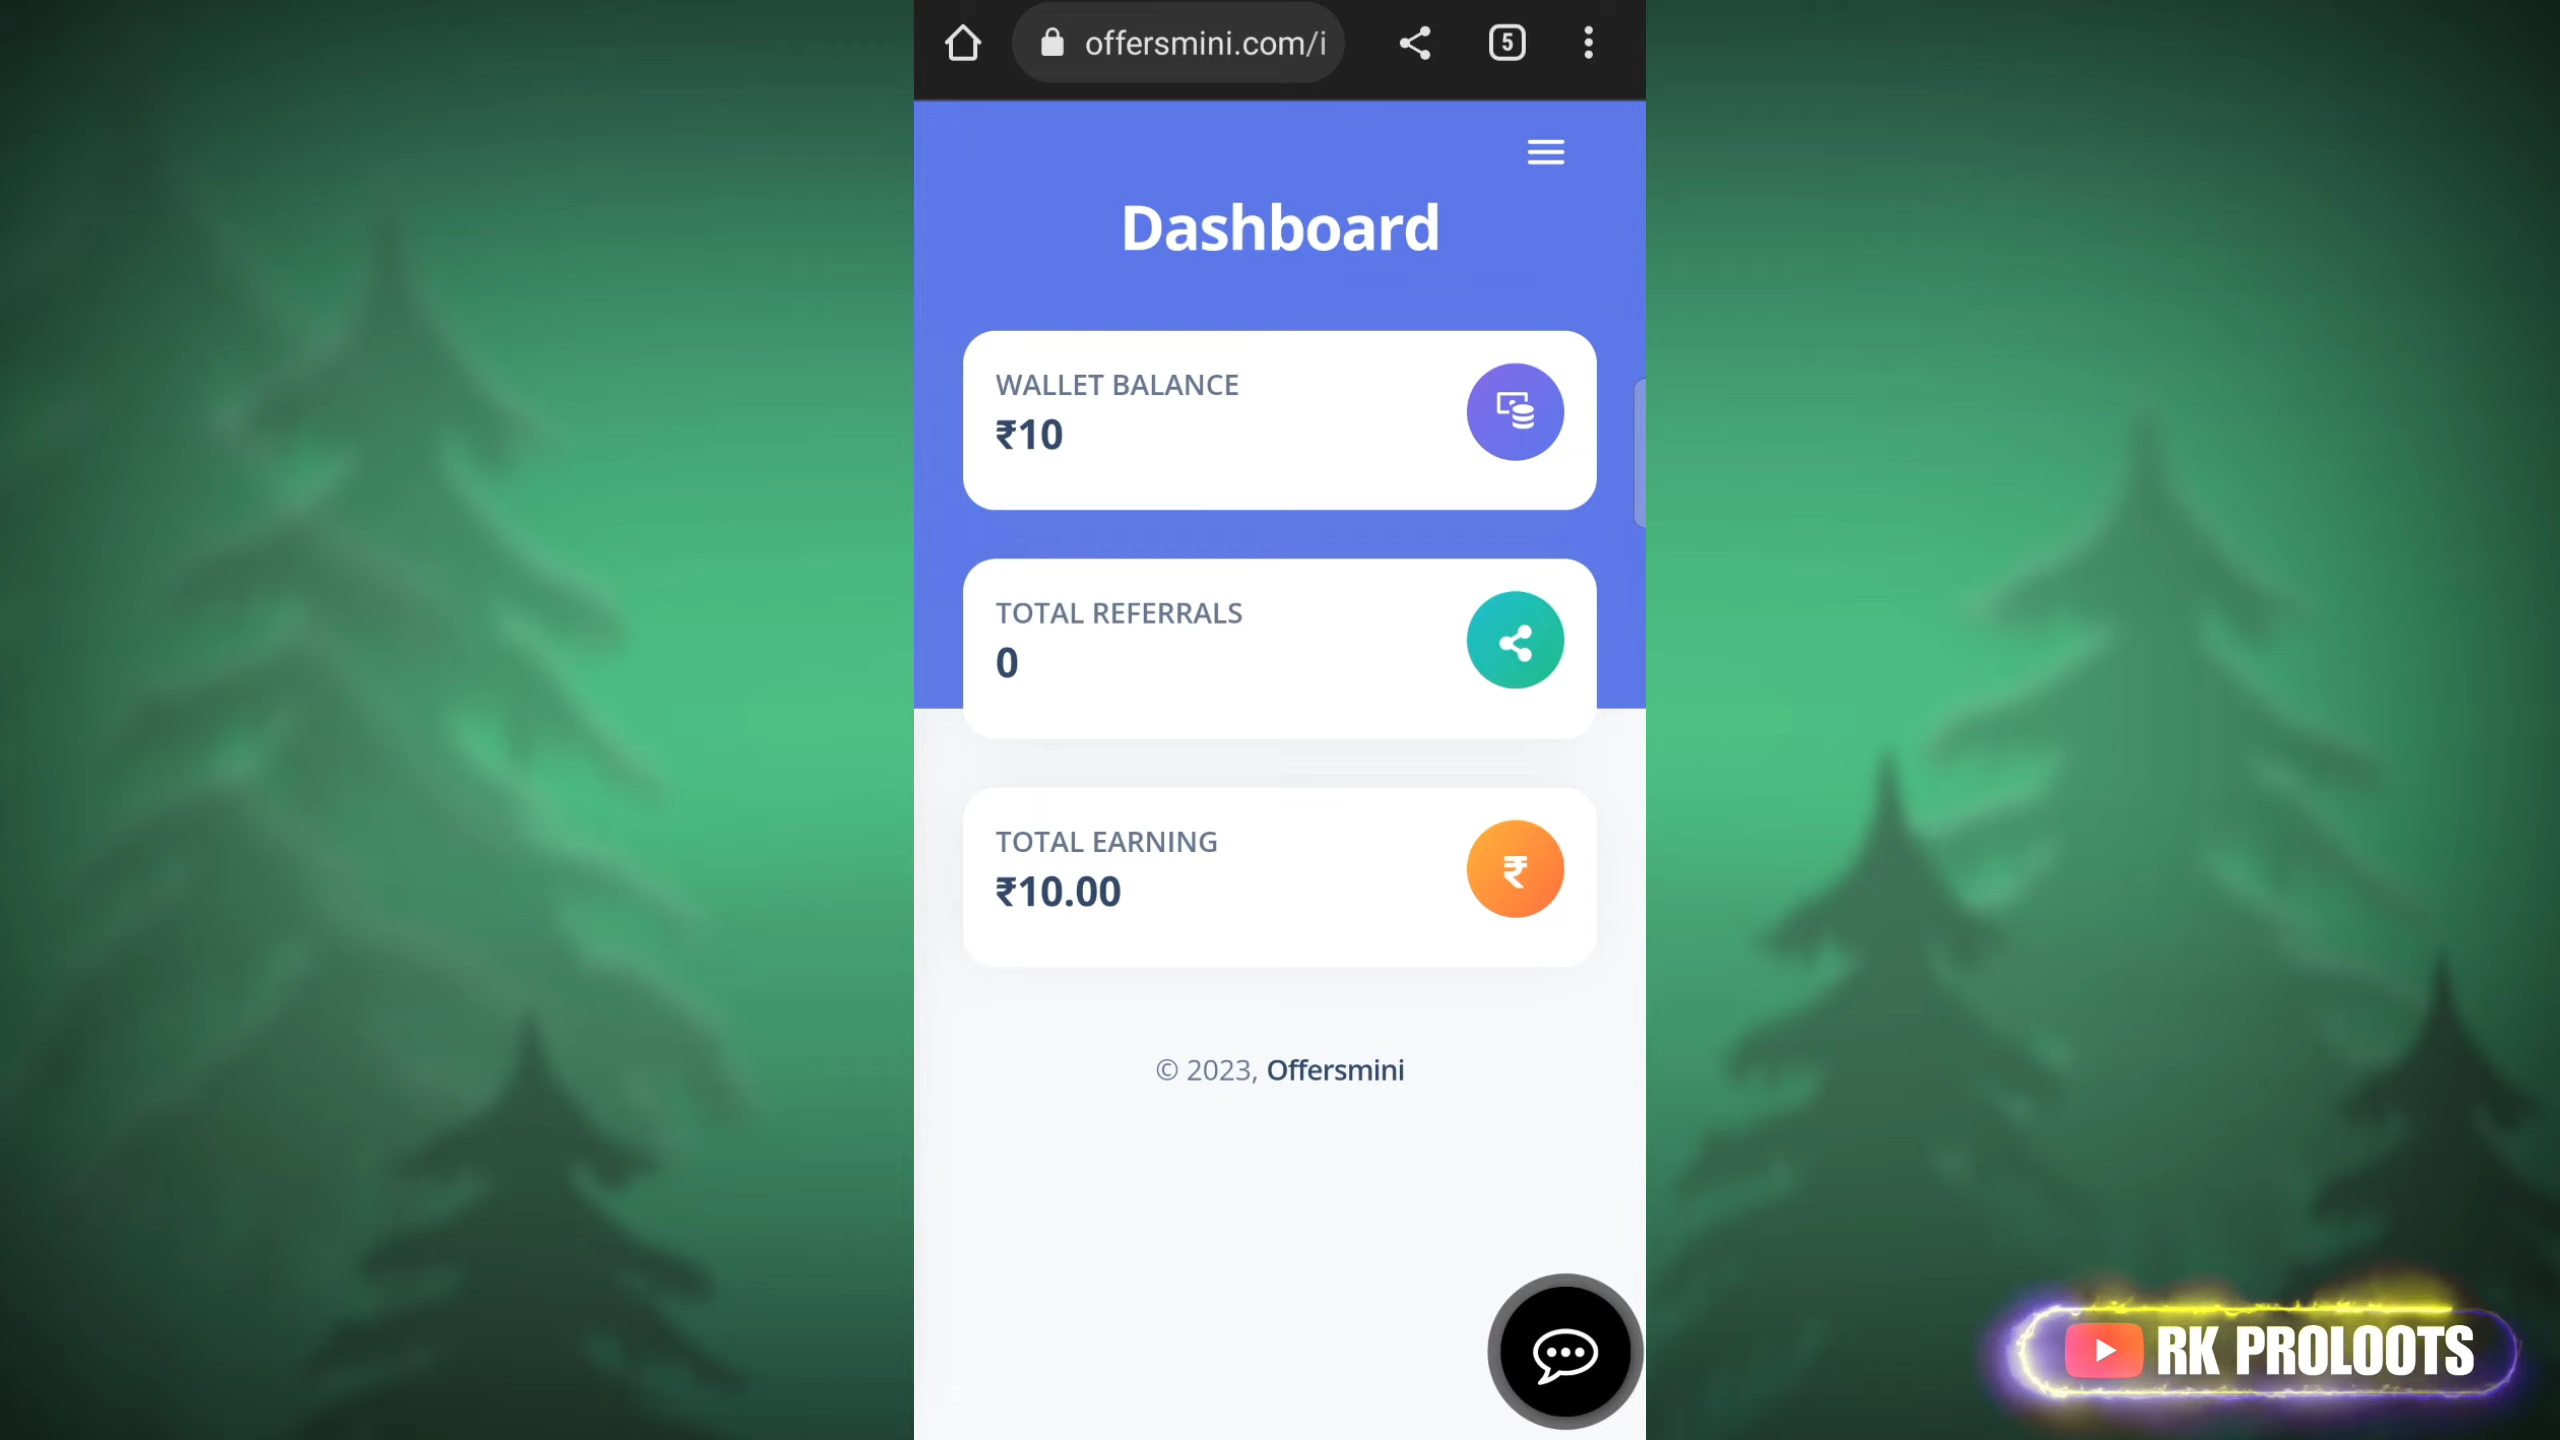 offersmini.com/i
5
Dashboard
WALLET BALANCE
₹10
TOTAL REFERRALS
0
TOTAL EARNING
₹10.00
₹
© 2023, Offersmini
RK PROLOOTS